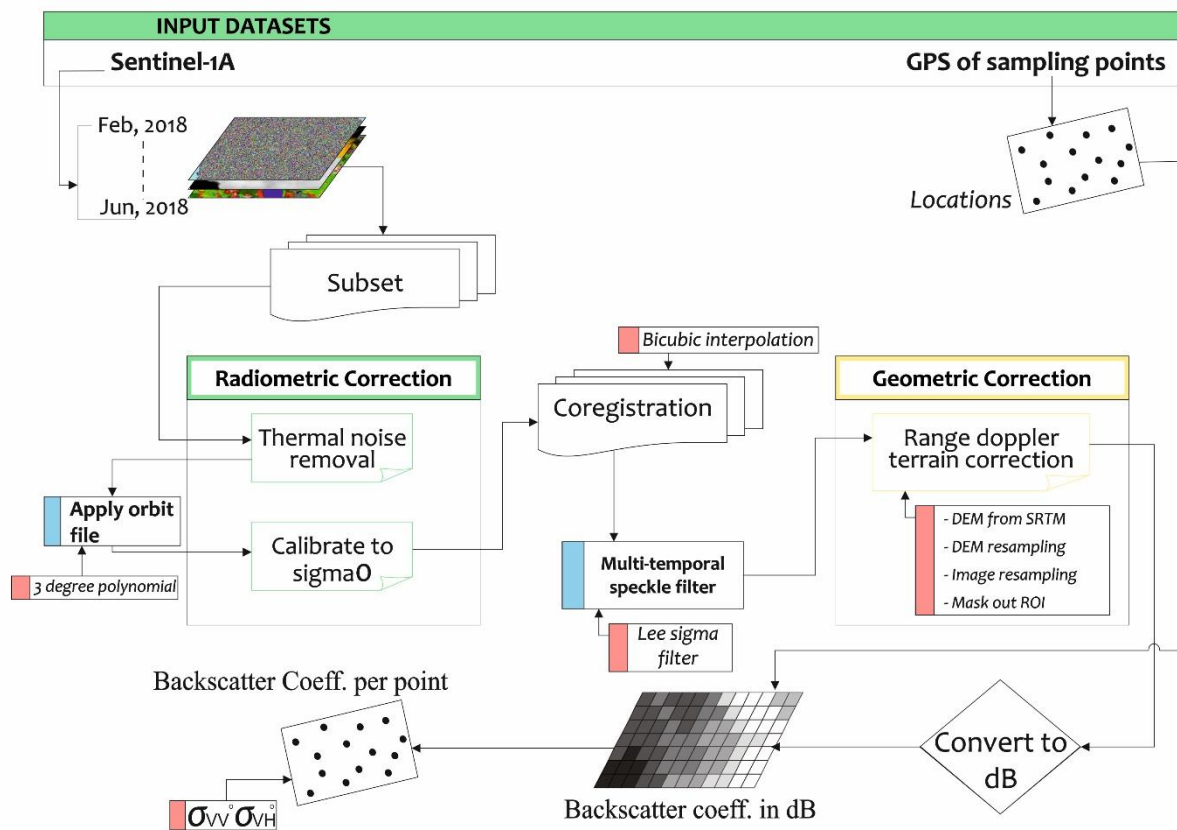 INPUT DATASETS
Sentinel-1A
GPS of sampling points
Feb, 2018
Jun, 2018
Locations
Subset
Bicubic interpolation
Radiometric Correction
Coregistration
Geometric Correction
Thermal noise
removal
Range doppler
terrain correction
Apply orbit
file
Calibrate to
sigma0
3 degree polynomial
Multi-temporal
speckle filter
- DEM from SRTM
- DEM resampling
- Image resampling
- Mask out ROI
Lee sigma
filter
Backscatter Coeff. per point
Convert to
dB
Backscatter coeff. in dB
σVV° σVH°